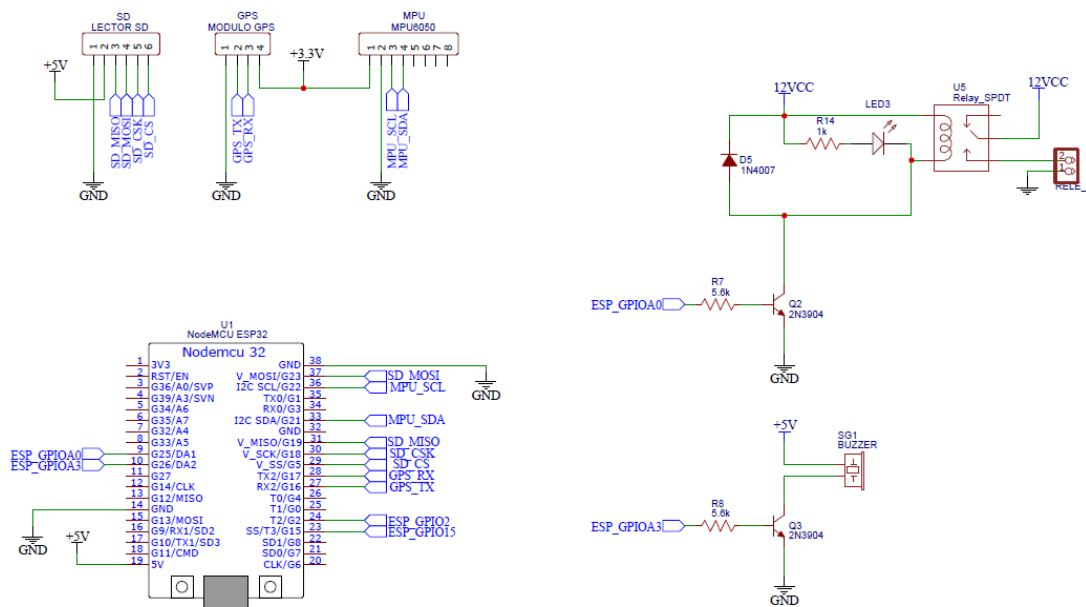 SD
LECTOR SD
1 2 3 4 5 6
+5V
SD_MISO
SD_MOSI
SD_CSK
SD_CS
GND
GPS
MODULO GPS
1 2 3 4
+3.3V
GPS_TX
GPS_RX
GND
MPU
MPU6050
1 2 3 4 5 6 7 8
MPU_SCL
MPU_SDA
GND
12VCC
LED3
U5
Relay_SPDT
12VCC
R14
1k
D5
1N4007
2
1
RELE_
R7
5.6k
ESP_GPIOA0
Q2
2N3904
GND
U1
NodeMCU ESP32
Nodemcu 32
1 3V3 GND 38
2 RST/EN V_MOSI/G23 37 SD_MOSI
3 G36/A0/SVP I2C SCL/G22 36 MPU_SCL
4 G39/A3/SVN TX0/G1 35
5 G34/A6 RX0/G3 34
6 G35/A7 I2C SDA/G21 33 MPU_SDA
7 G32/A4 GND 32
8 G33/A5 V_MISO/G19 31 SD_MISO
ESP_GPIOA0 9 G25/DA1 V_SCK/G18 30 SD_CSK
ESP_GPIOA3 10 G26/DA2 V_SS/G5 29 SD_CS
11 G27 TX2/G17 28 GPS_RX
12 G14/CLK RX2/G16 27 GPS_TX
13 G12/MISO T0/G4 26
14 GND T1/G0 25
15 G13/MOSI T2/G2 24 ESP_GPIO2
16 G9/RX1/SD2 SS/T3/G15 23 ESP_GPIO15
17 G10/TX1/SD3 SD1/G8 22
18 G11/CMD SD0/G7 21
19 5V CLK/G6 20
GND
GND
+5V
+5V
SG1
BUZZER
R8
5.6k
ESP_GPIOA3
Q3
2N3904
GND